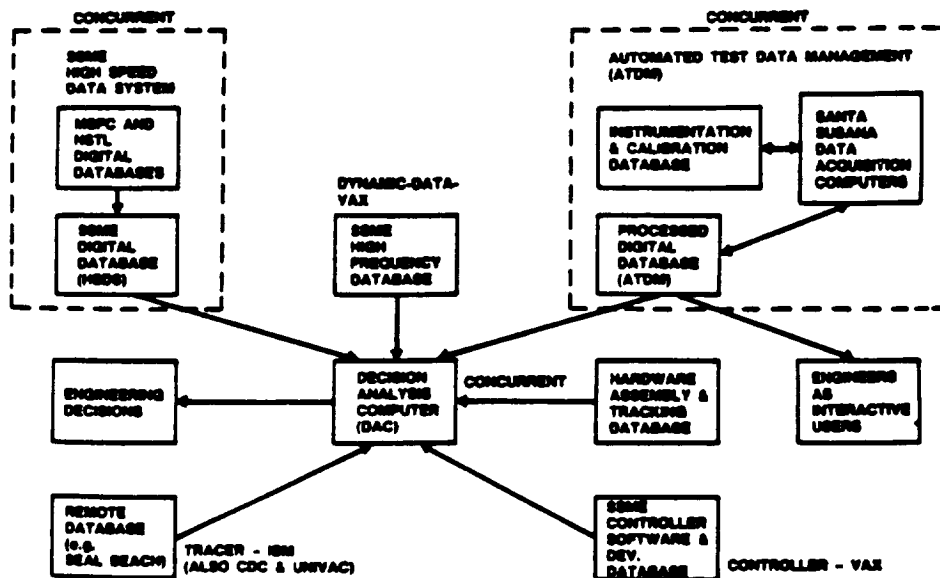 CONCURRENT
SSME
HIGH SPEED
DATA SYSTEM
MSFC AND
NSTL
DIGITAL
DATABASES
SSME
DIGITAL
DATABASE
(HSDS)
DYNAMIC-DATA-
VAX
SSME
HIGH
FREQUENCY
DATABASE
CONCURRENT
AUTOMATED TEST DATA MANAGEMENT
(ATDM)
INSTRUMENTATION
& CALIBRATION
DATABASE
SANTA
SUSANA
DATA
ACQUISITION
COMPUTERS
PROCESSED
DIGITAL
DATABASE
(ATDM)
ENGINEERING
DECISIONS
DECISION
ANALYSIS
COMPUTER
(DAC)
CONCURRENT
HARDWARE
ASSEMBLY &
TRACKING
DATABASE
ENGINEERS
AS
INTERACTIVE
USERS
REMOTE
DATABASE
(e.g.
SEAL BEACH)
TRACER - IBM
(ALSO CDC & UNIVAC)
SSME
CONTROLLER
SOFTWARE &
DEV.
DATABASE
CONTROLLER - VAX